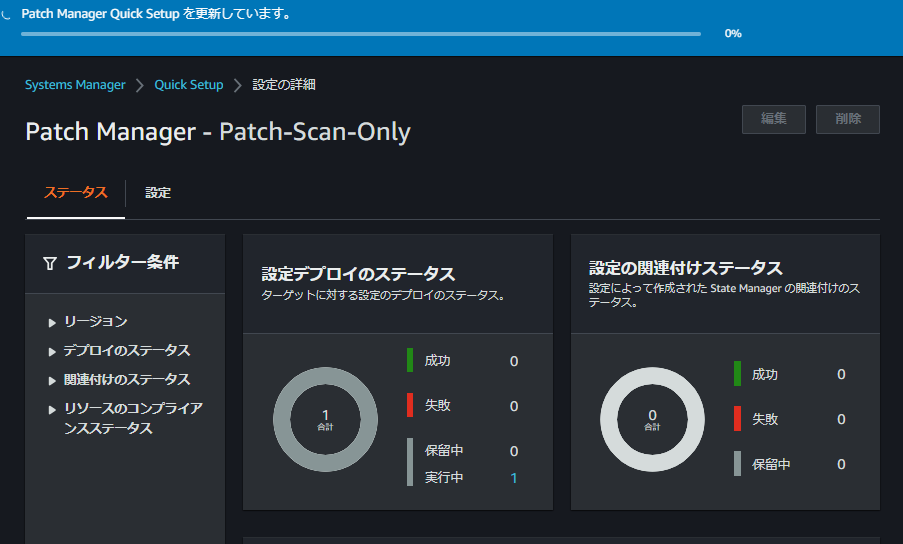 Patch Manager Quick Setup を更新しています。
0%
Systems Manager > Quick Setup > 設定の詳細
Patch Manager - Patch-Scan-Only
編集
削除
ステータス
設定
フィルター条件
リージョン
デプロイのステータス
関連付けのステータス
リソースのコンプライア
ンスステータス
設定デプロイのステータス
ターゲットに対する設定のデプロイのステータス。
1
合計
成功 0
失敗 0
保留中 0
実行中 1
設定の関連付けステータス
設定によって作成された State Manager の関連付けのス
テータス。
0
合計
成功 0
失敗 0
保留中 0